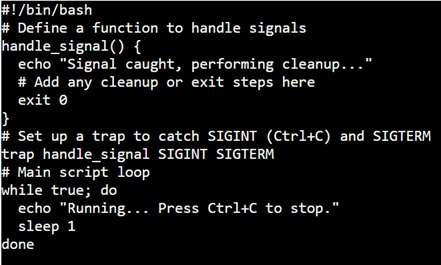 #!/bin/bash
# Define a function to handle signals
handle_signal() {
  echo "Signal caught, performing cleanup..."
  # Add any cleanup or exit steps here
  exit 0
}
# Set up a trap to catch SIGINT (Ctrl+C) and SIGTERM
trap handle_signal SIGINT SIGTERM
# Main script loop
while true; do
  echo "Running... Press Ctrl+C to stop."
  sleep 1
done